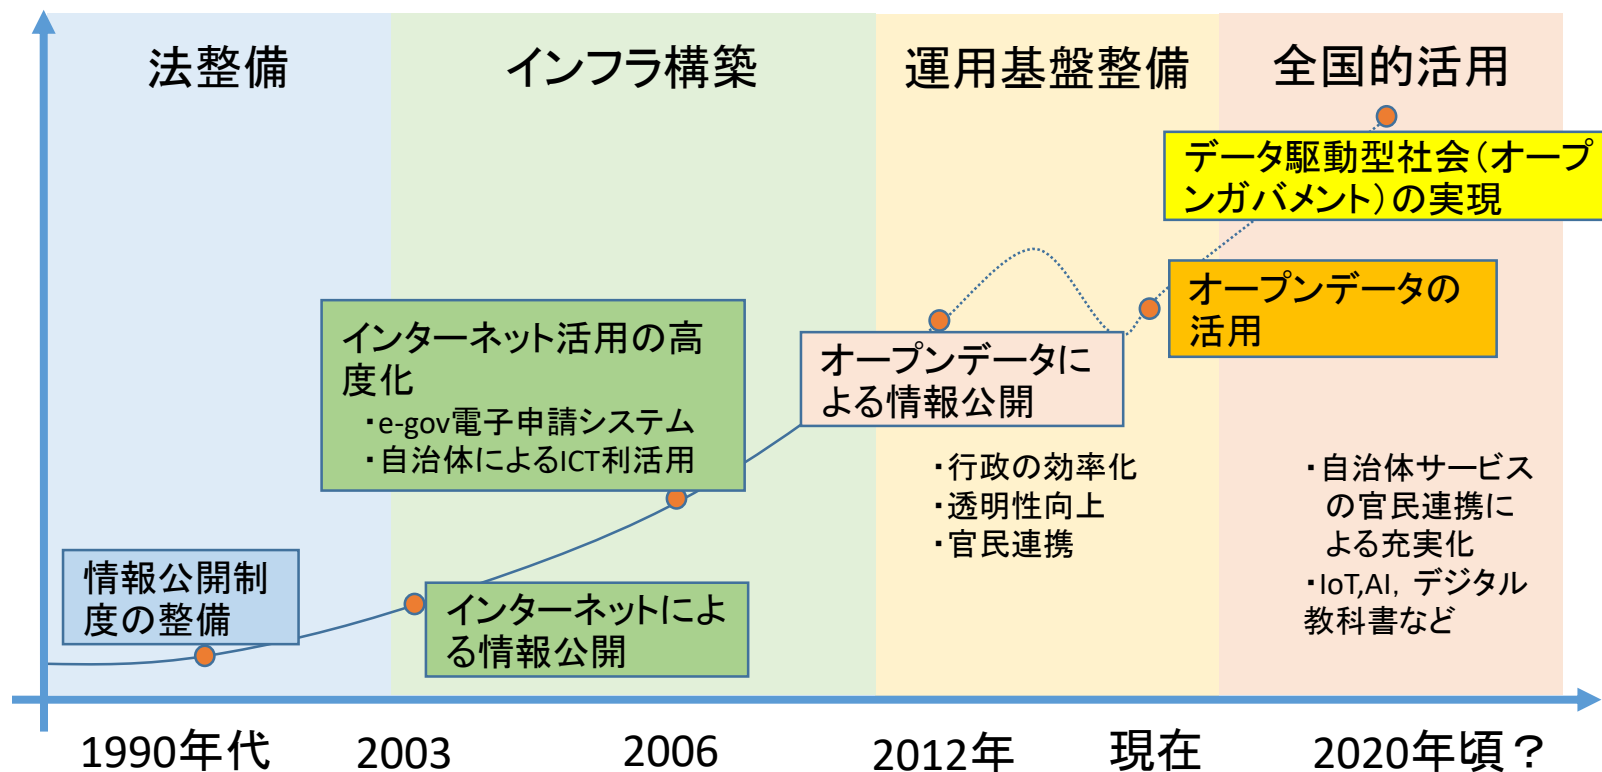 法整備
インフラ構築
運用基盤整備
全国的活用
データ駆動型社会（オープ
ンガバメント）の実現
オープンデータの
活用
インターネット活用の高
度化
・e-gov電子申請システム
・自治体によるICT利活用
オープンデータに
よる情報公開
・行政の効率化
・透明性向上
・官民連携
・自治体サービス
の官民連携に
よる充実化
・IoT,AI，デジタル
教科書など
情報公開制
度の整備
インターネットによ
る情報公開
1990年代
2003
2006
2012年
現在
2020年頃？